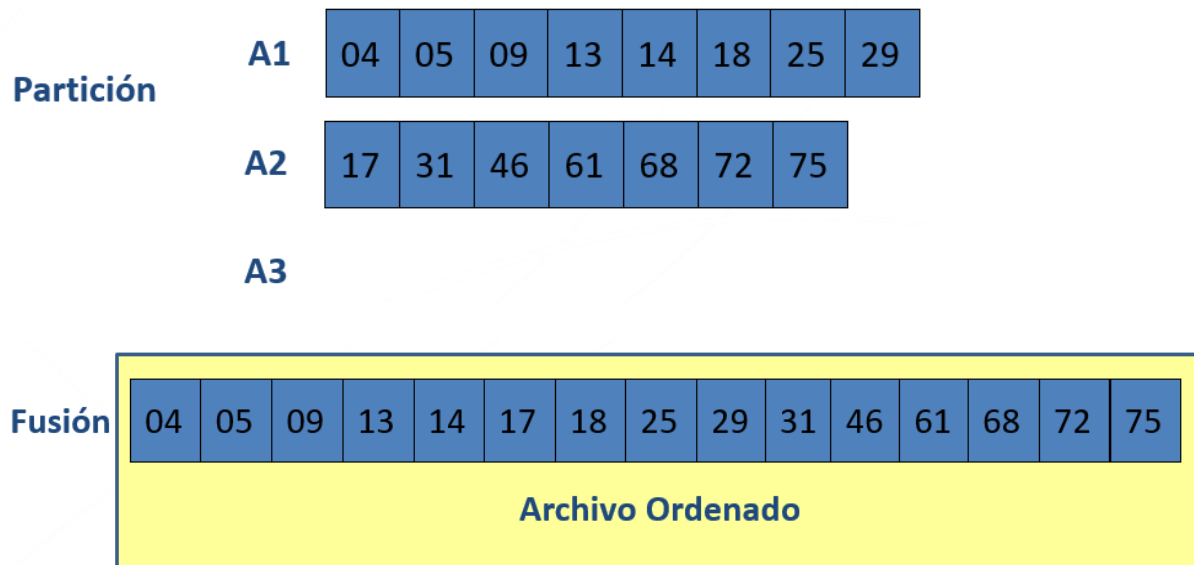 A1 04 05 09 13 14 18 25 29
Partición
A2 17 31 46 61 68 72 75
A3
Fusión 04 05 09 13 14 17 18 25 29 31 46 61 68 72 75
Archivo Ordenado